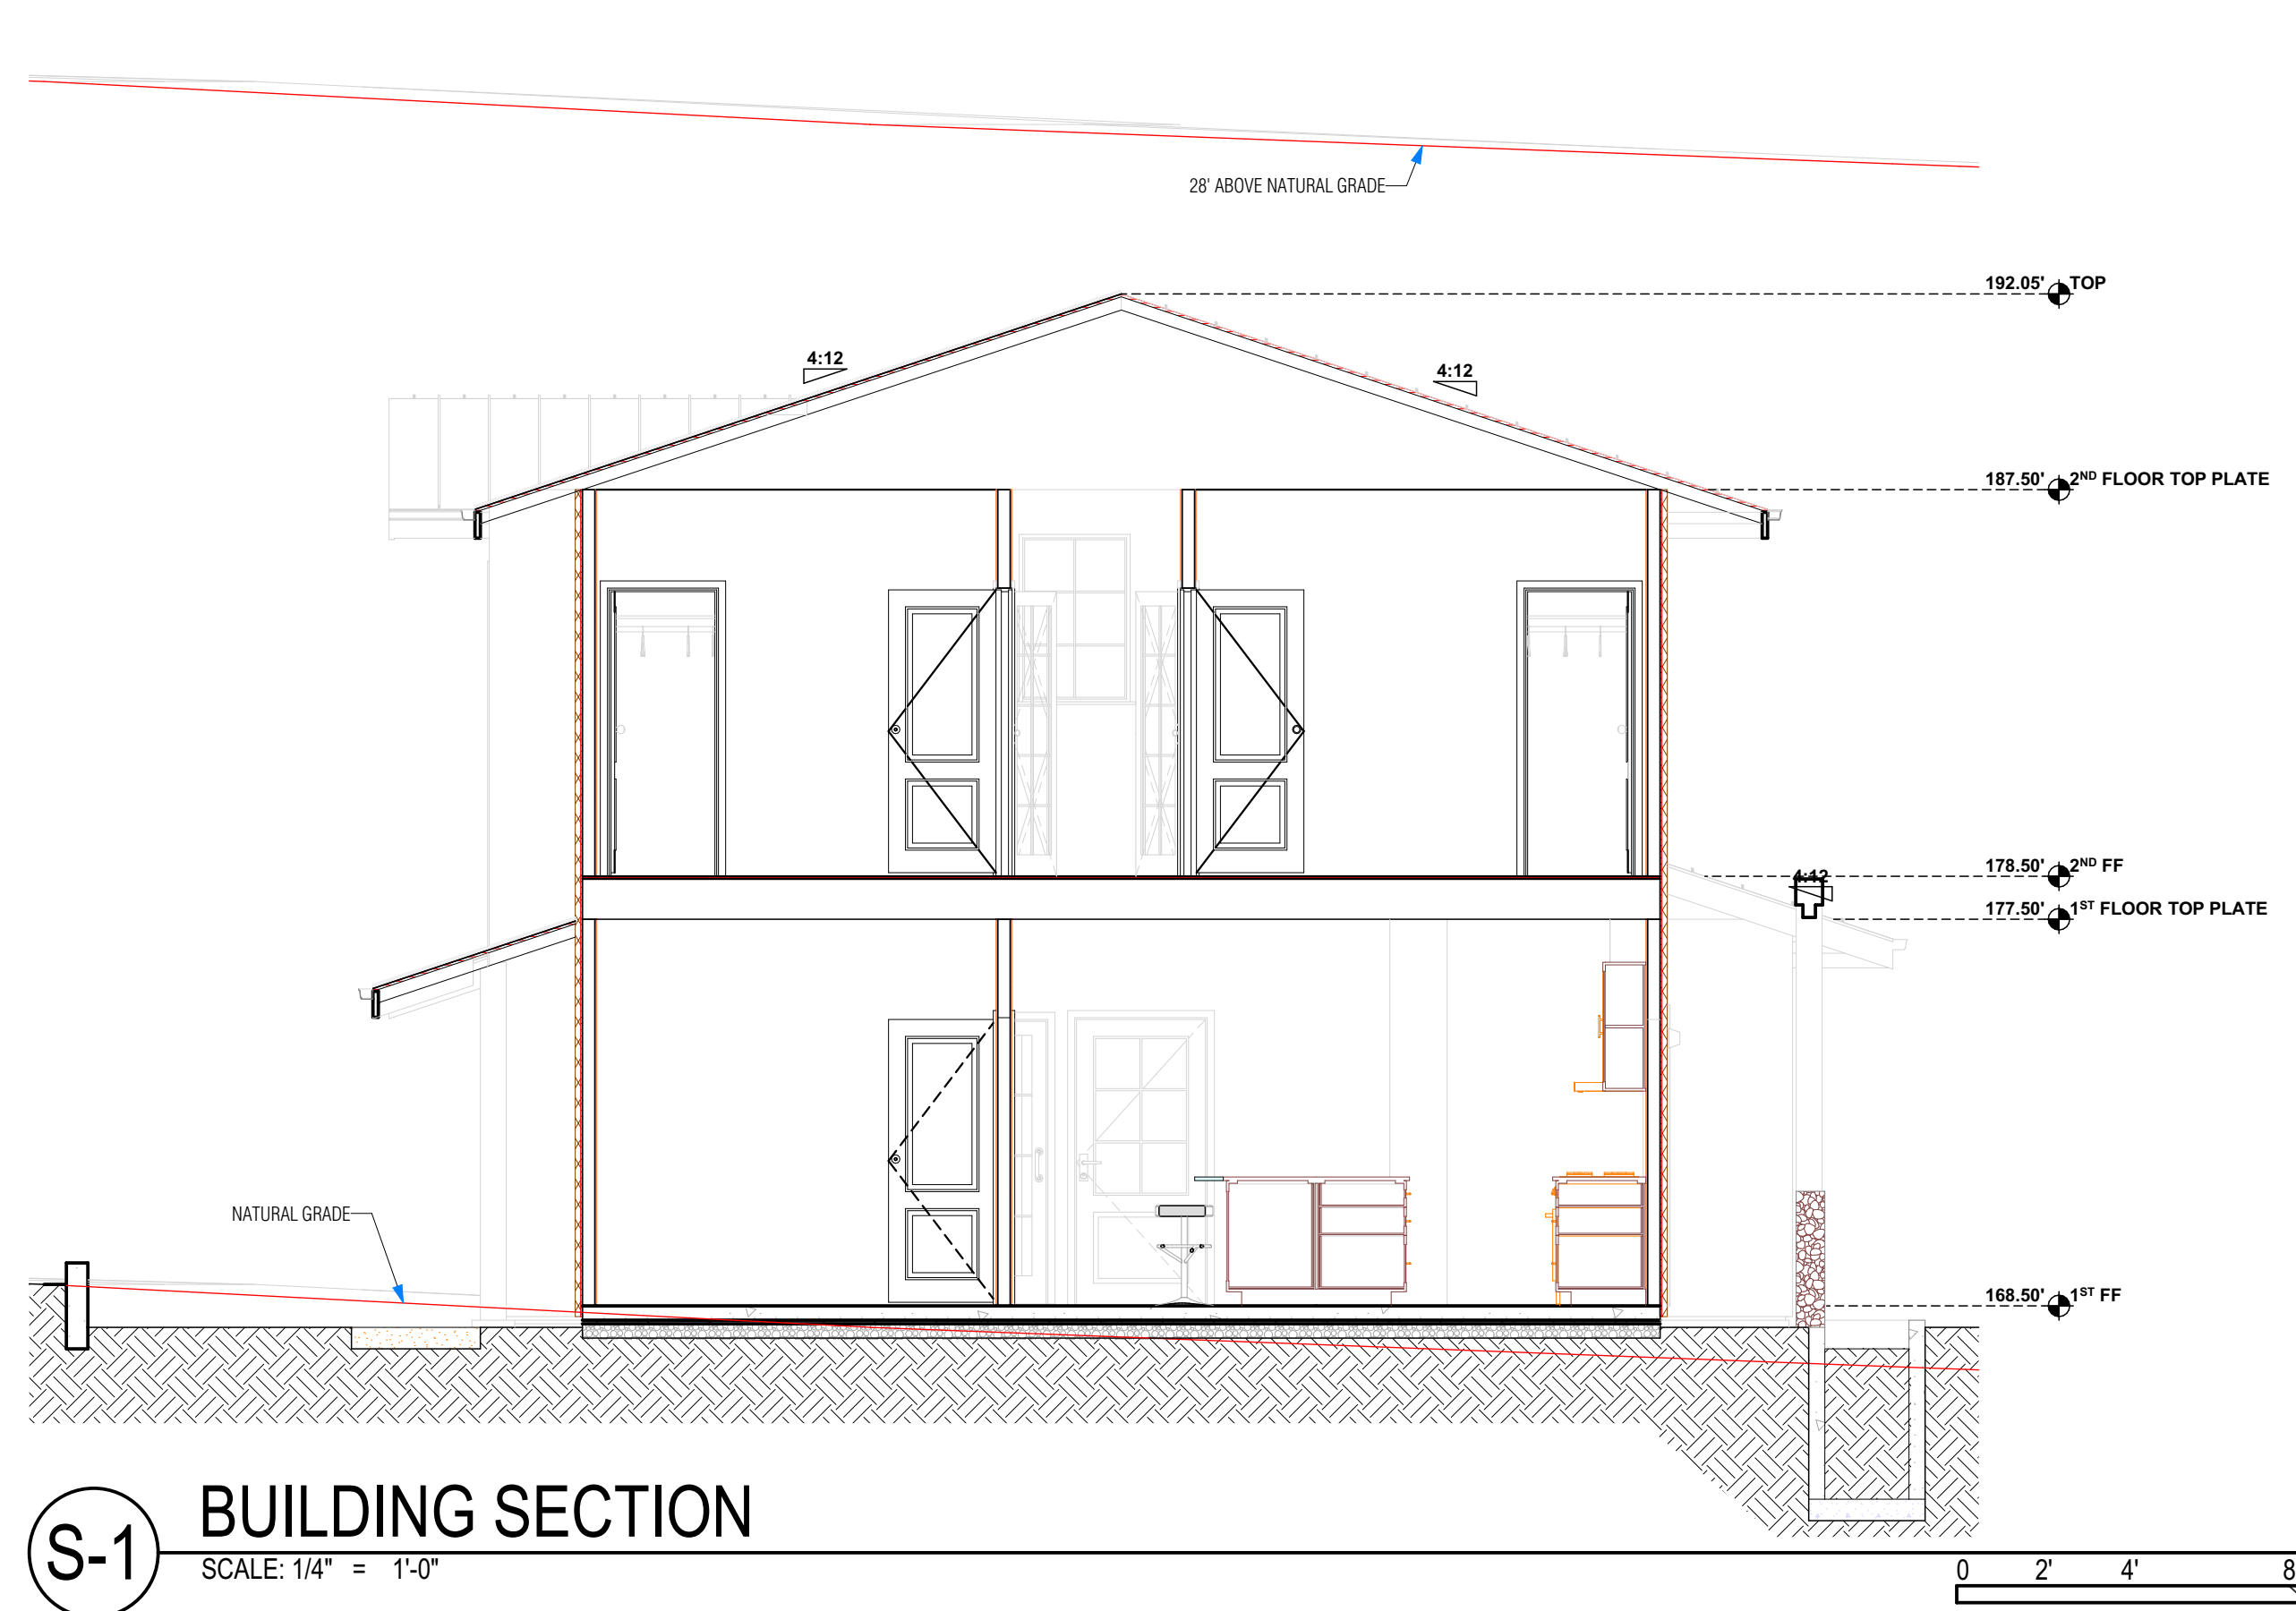 28' ABOVE NATURAL GRADE
192.05' TOP
4:12
4:12
187.50' 2ND FLOOR TOP PLATE
178.50' 2ND FF
4:12
177.50' 1ST FLOOR TOP PLATE
NATURAL GRADE
168.50' 1ST FF
S-1
BUILDING SECTION
SCALE: 1/4" = 1'-0"
0 2' 4' 8